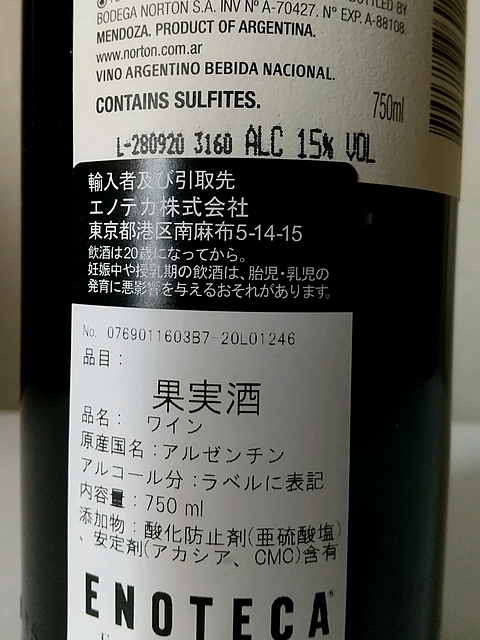 BOTTLED BY
BODEGA NORTON S.A. INV Nº A-70427. N° EXP. A-88108.
MENDOZA. PRODUCT OF ARGENTINA.
www.norton.com.ar
VINO ARGENTINO BEBIDA NACIONAL.
CONTAINS SULFITES.
750ml
L-280920 3160 ALC 15% VOL
輸入者及び引取先
エノテカ株式会社
東京都港区南麻布5-14-15
飲酒は20歳になってから。
妊娠中や授乳期の飲酒は、胎児・乳児の
発育に悪影響を与えるおそれがあります。
No. 0769011603B7-20L01246
品目:
果実酒
品名: ワイン
原産国名:アルゼンチン
アルコール分:ラベルに表記
内容量:750 ml
添加物:酸化防止剤(亜硫酸塩)
、安定剤(アカシア、CMC)含有
ENOTECA